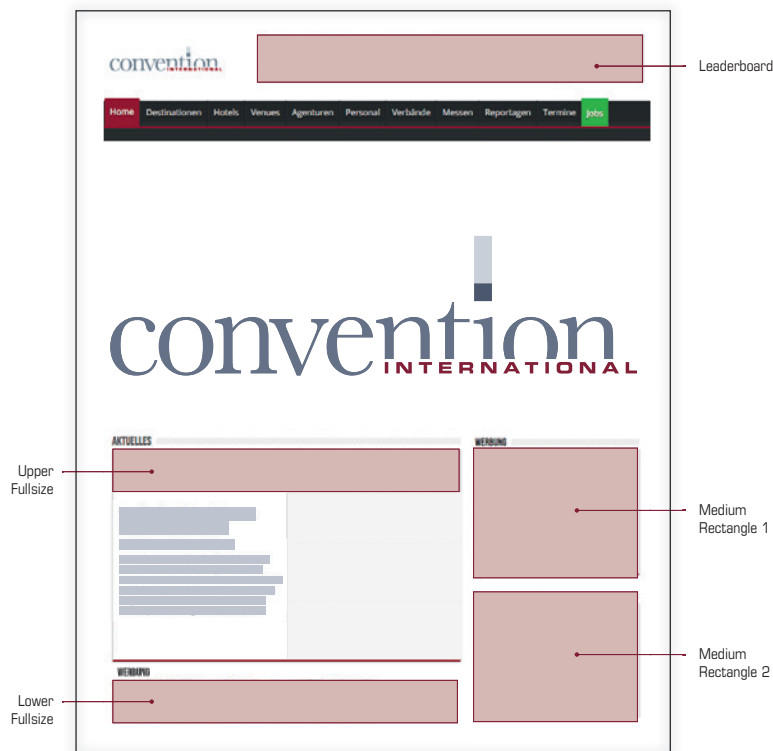 convention
INTERNATIONAL
Leaderboard
Home Destinationen Hotels Venues Agenturen Personal Verbände Messen Reportagen Termine Jobs
convention
INTERNATIONAL
AKTUELLES
WERBUNG
Upper
Fullsize
Medium
Rectangle 1
Medium
Rectangle 2
WERBUNG
Lower
Fullsize